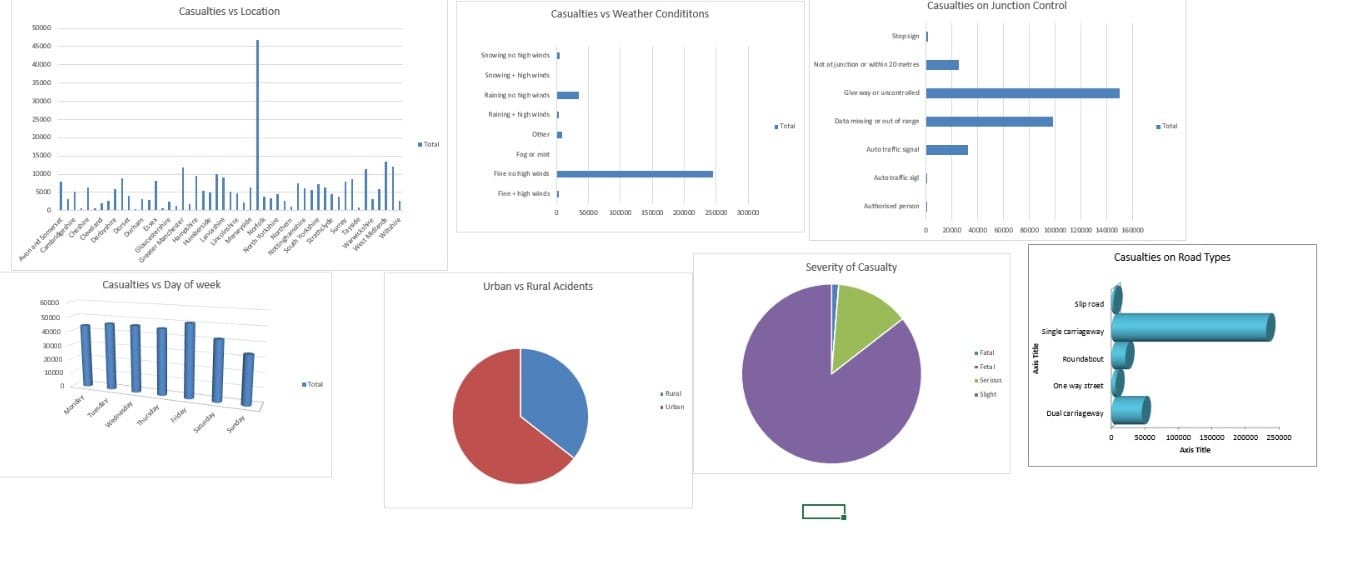 Casualties vs Location
50000
45000
40000
35000
30000
25000
20000
15000
10000
5000
0
Avon and Somerset
Cambridgeshire
Cheshire
Cleveland
Derbyshire
Dorset
Durham
Essex
Gloucestershire
Greater Manchester
Hampshire
Humberside
Lanarkshire
Lincolnshire
Merseyside
Norfolk
North Yorkshire
Northern
Nottinghamshire
South Yorkshire
Strathclyde
Surrey
Tayside
Warwickshire
West Midlands
Wiltshire
Total
Casualties vs Weather Condititons
Snowing no high winds
Snowing + high winds
Raining no high winds
Raining + high winds
Other
Fog or mist
Fine no high winds
Fine + high winds
0 50000 100000 150000 200000 250000 300000
Total
Casualties on Junction Control
Stop sign
Not at junction or within 20 metres
Give way or uncontrolled
Data missing or out of range
Auto traffic signal
Auto traffic sigl
Authorised person
0 20000 40000 60000 80000 100000 120000 140000 160000
Total
Casualties vs Day of week
60000
50000
40000
30000
20000
10000
0
Monday
Tuesday
Wednesday
Thursday
Friday
Saturday
Sunday
Total
Urban vs Rural Acidents
Rural
Urban
Severity of Casualty
Fatal
Fetal
Serious
Slight
Casualties on Road Types
Axis Title
Slip road
Single carriageway
Roundabout
One way street
Dual carriageway
0 50000 100000 150000 200000 250000
Axis Title